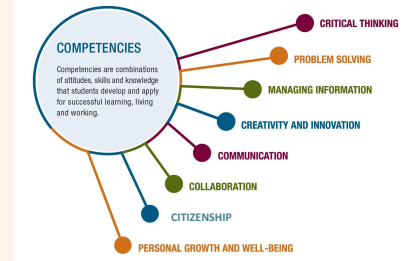 COMPETENCIES
Competencies are combinations
of attitudes, skills and knowledge
that students develop and apply
for successful learning, living
and working.
CRITICAL THINKING
PROBLEM SOLVING
MANAGING INFORMATION
CREATIVITY AND INNOVATION
COMMUNICATION
COLLABORATION
CITIZENSHIP
PERSONAL GROWTH AND WELL-BEING